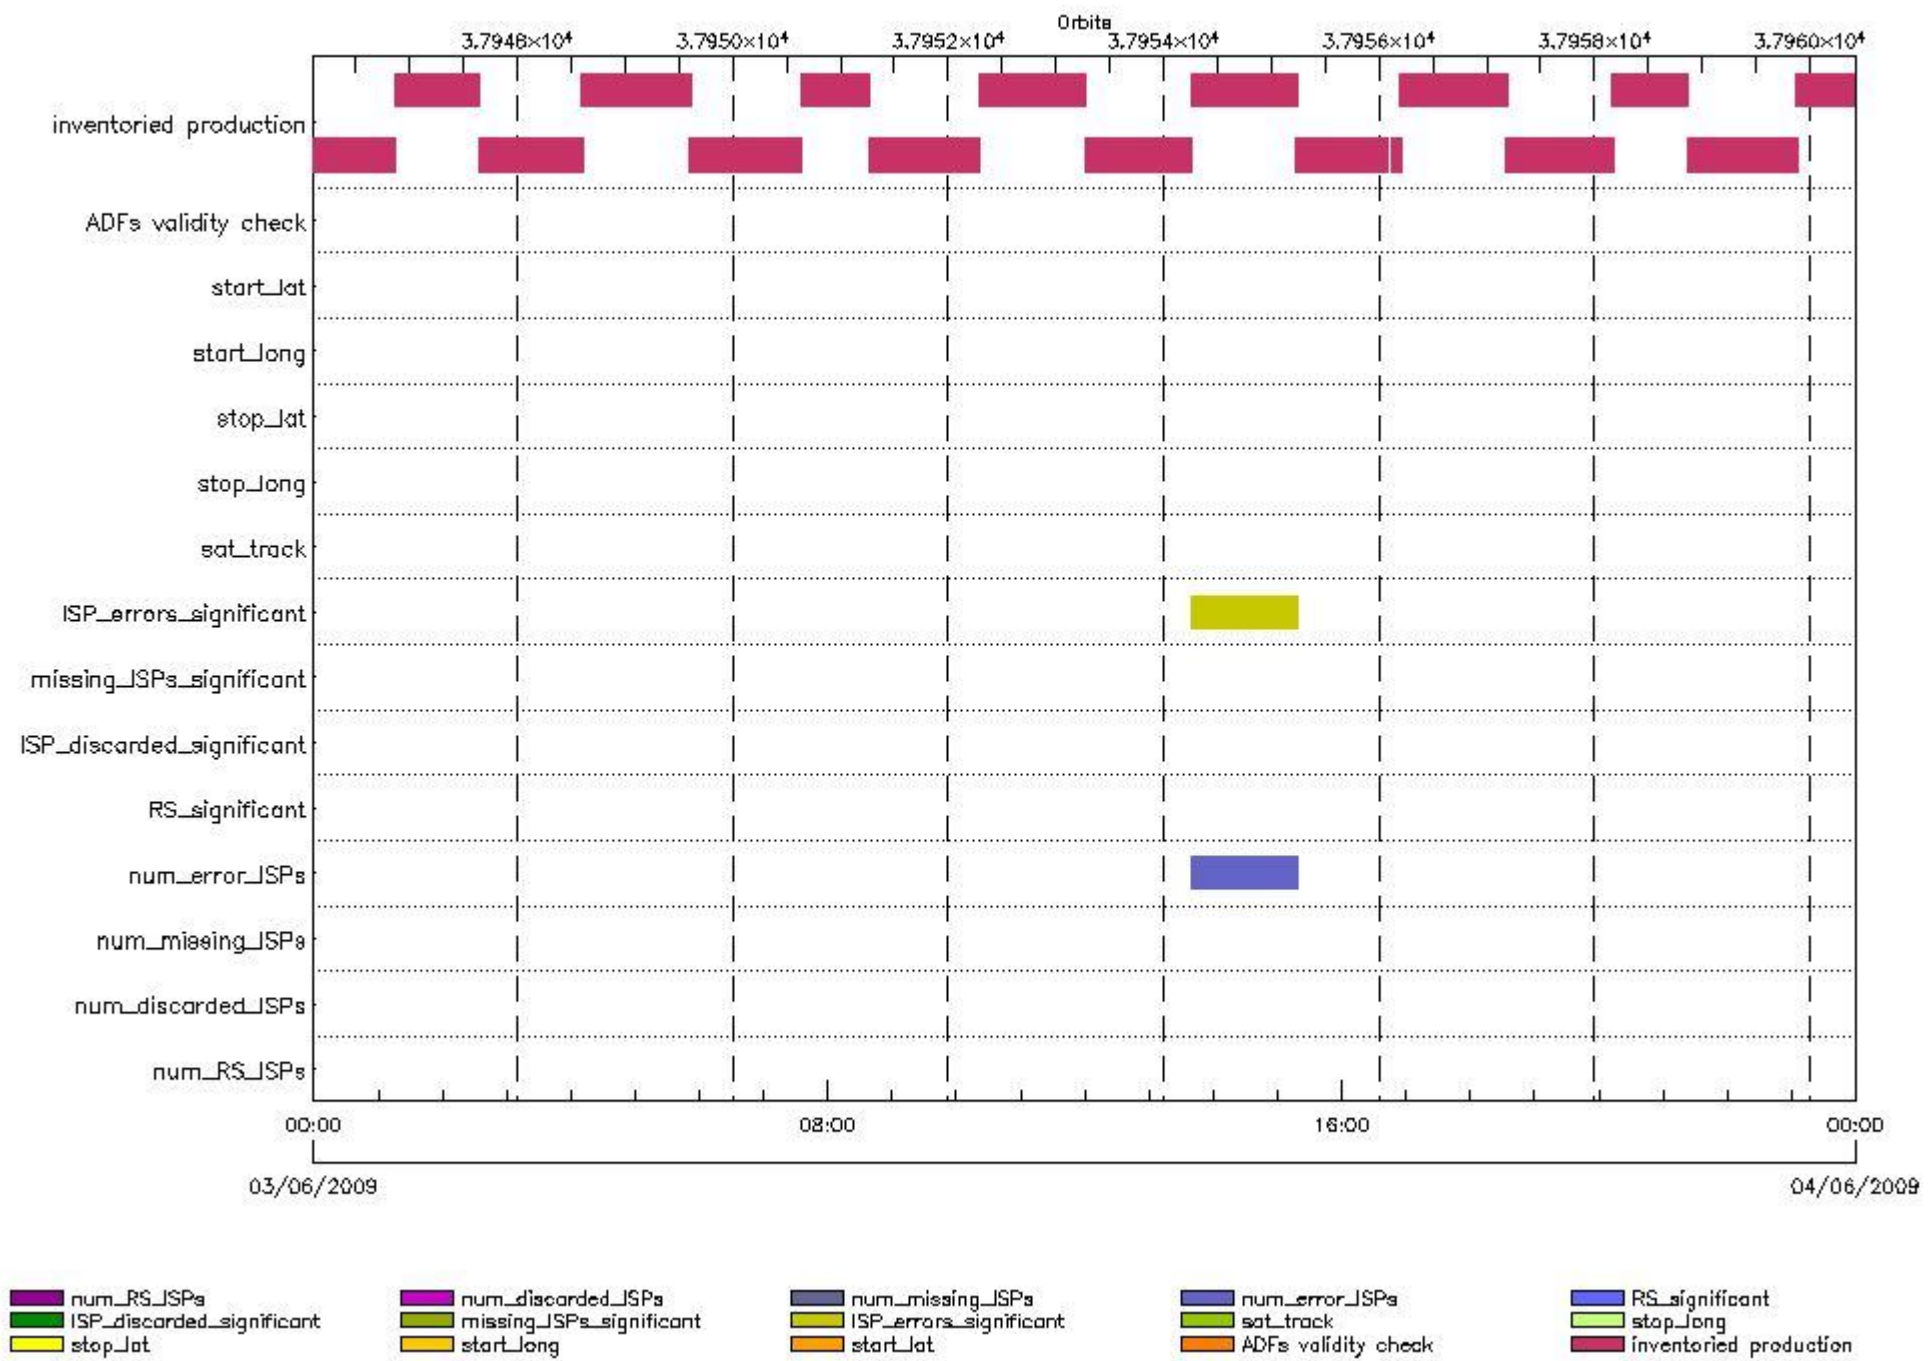 Orbits
3.7948×10⁴ 3.7950×10⁴ 3.7952×10⁴ 3.7954×10⁴ 3.7956×10⁴ 3.7958×10⁴ 3.7960×10⁴
inventoried production
ADFs validity check
start_lat
start_long
stop_lat
stop_long
sat_track
ISP_errors_significant
missing_ISPs_significant
ISP_discarded_significant
RS_significant
num_error_ISPs
num_missing_ISPs
num_discarded_ISPs
num_RS_ISPs
00:00 08:00 16:00 00:00
03/06/2009 04/06/2009
num_RS_ISPs num_discarded_ISPs num_missing_ISPs num_error_ISPs RS_significant
ISP_discarded_significant missing_ISPs_significant ISP_errors_significant sat_track stop_long
stop_lat start_long start_lat ADFs validity check inventoried production